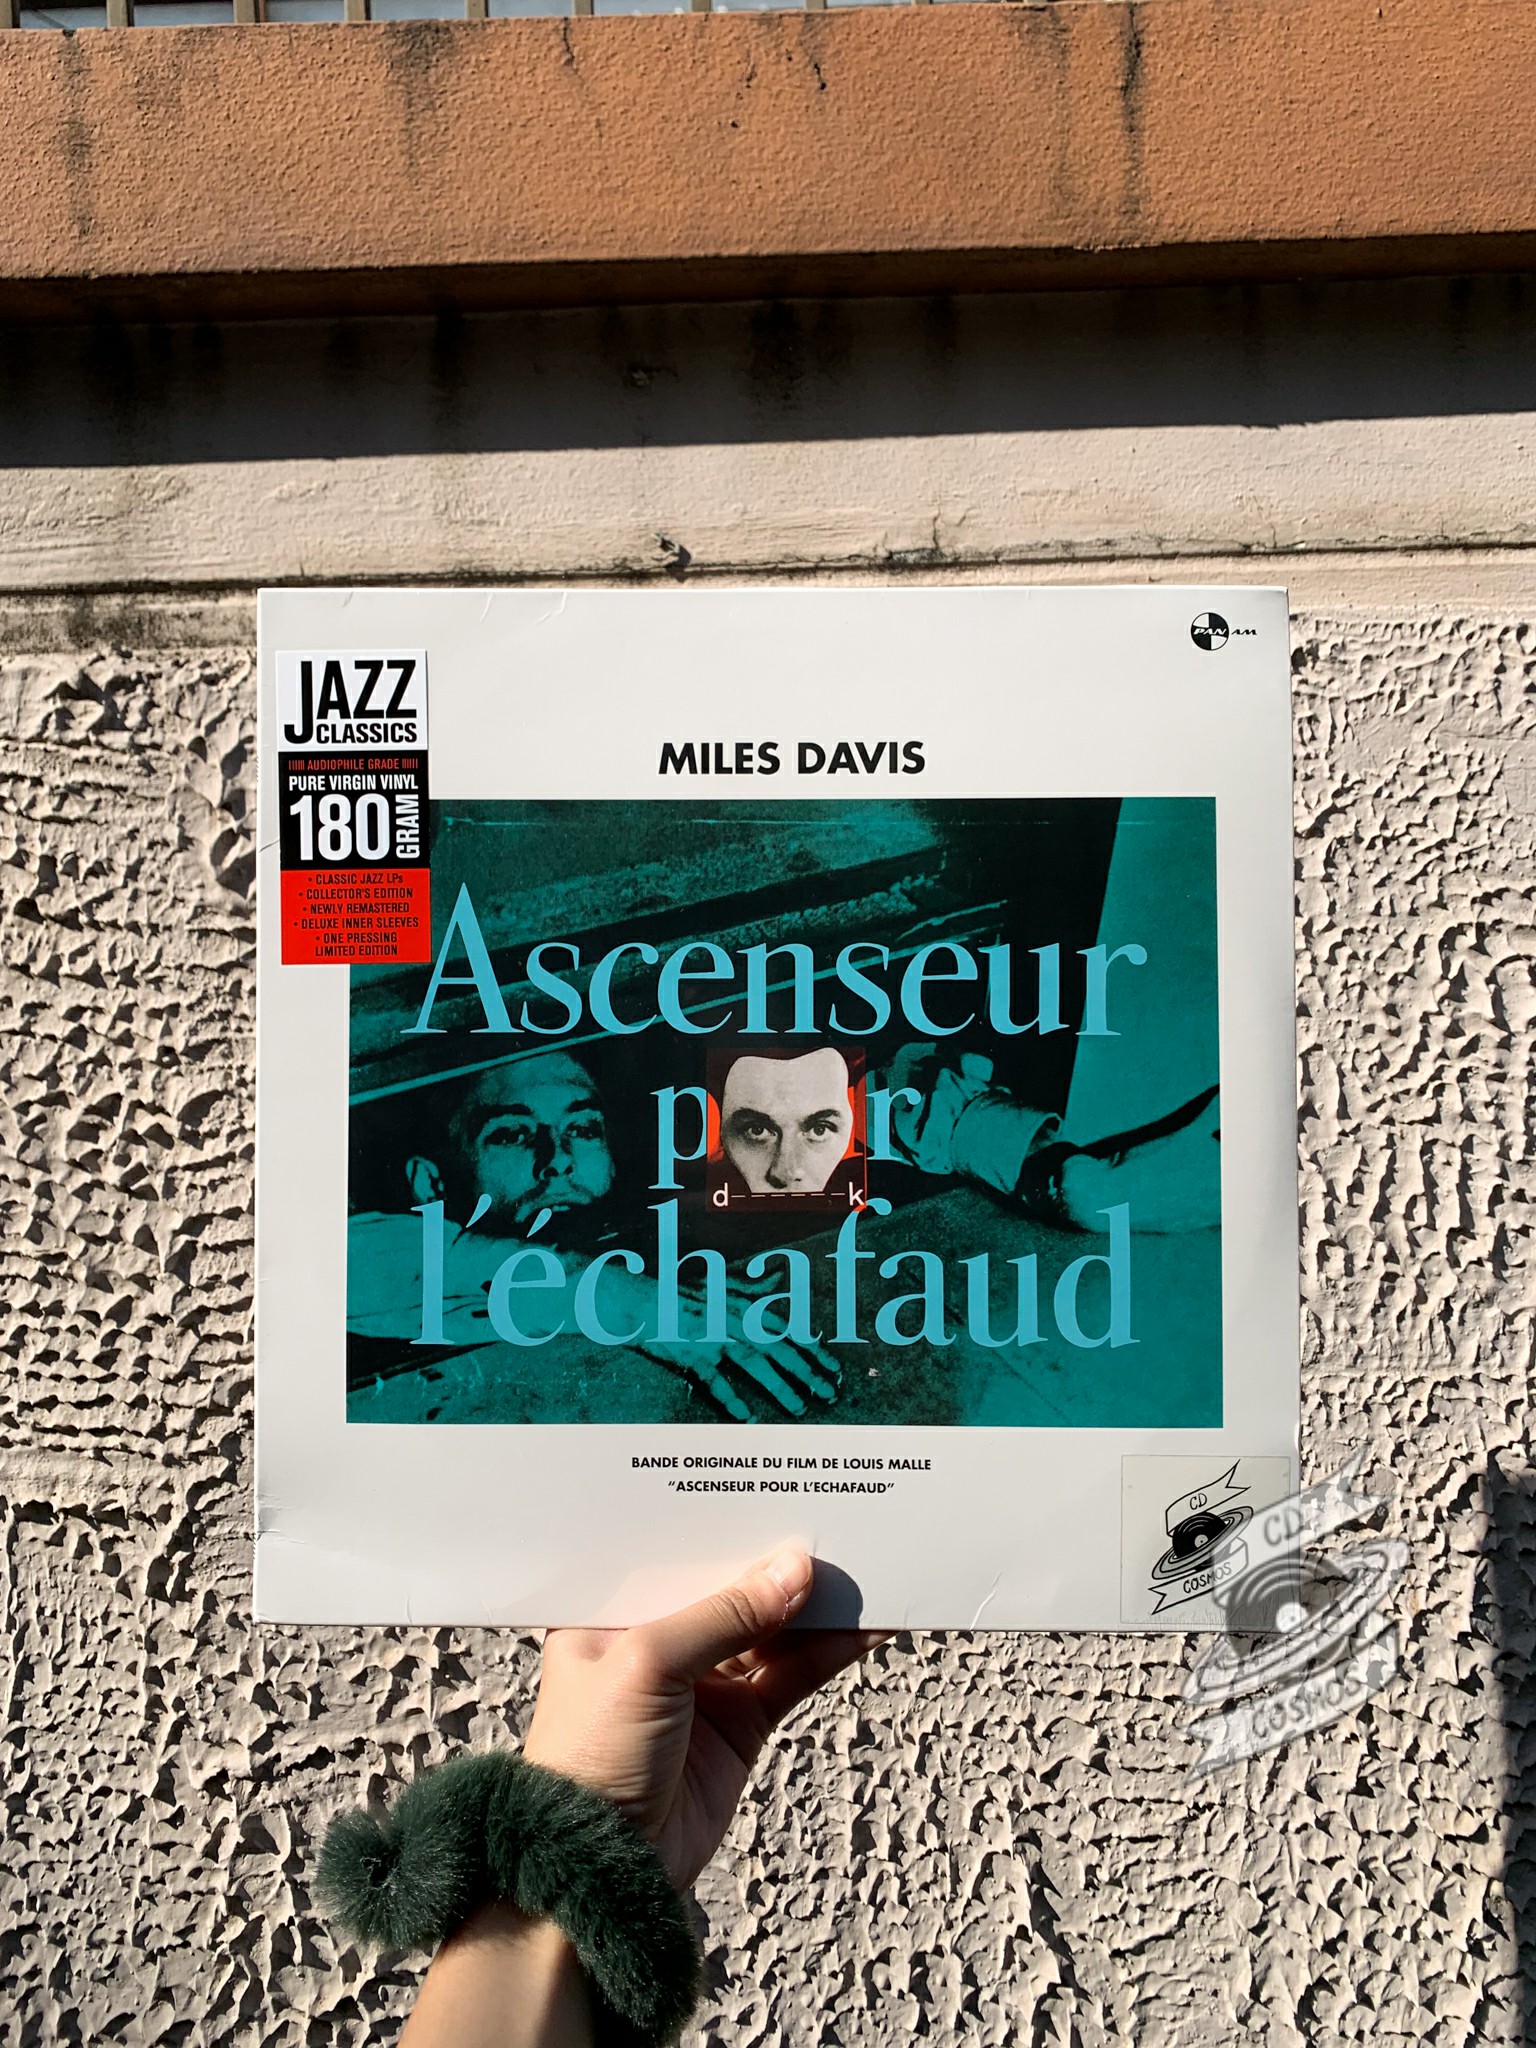 PAN AM
JAZZ
CLASSICS
AUDIOPHILE GRADE
PURE VIRGIN VINYL
180 GRAM
• CLASSIC JAZZ LPs
• COLLECTOR'S EDITION
• NEWLY REMASTERED
• DELUXE INNER SLEEVES
• ONE PRESSING
LIMITED EDITION
MILES DAVIS
Ascenseur
p r
d------k
l'échafaud
BANDE ORIGINALE DU FILM DE LOUIS MALLE
"ASCENSEUR POUR L'ECHAFAUD"
CD
COSMOS
CD
COSMOS